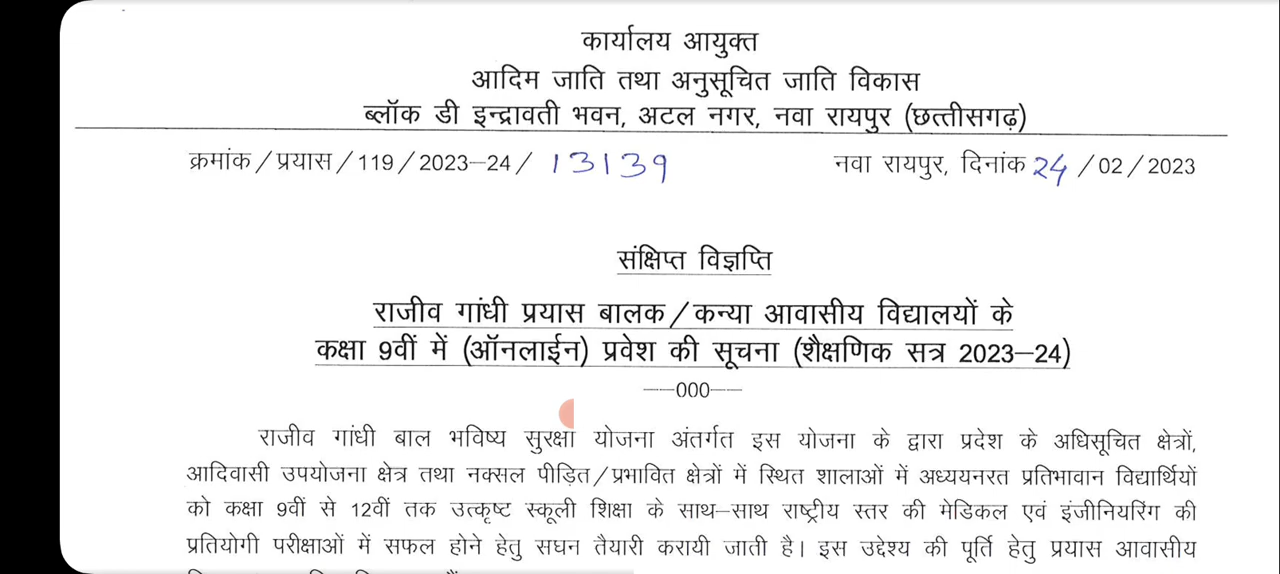 कार्यालय आयुक्त
आदिम जाति तथा अनुसूचित जाति विकास
ब्लॉक डी इन्द्रावती भवन, अटल नगर, नवा रायपुर (छत्तीसगढ़)
क्रमांक/प्रयास/119/2023–24/ 13139 नवा रायपुर, दिनांक 24/02/2023
संक्षिप्त विज्ञप्ति
राजीव गांधी प्रयास बालक/कन्या आवासीय विद्यालयों के
कक्षा 9वीं में (ऑनलाईन) प्रवेश की सूचना (शैक्षणिक सत्र 2023–24)
––000––
राजीव गांधी बाल भविष्य सुरक्षा योजना अंतर्गत इस योजना के द्वारा प्रदेश के अधिसूचित क्षेत्रों,
आदिवासी उपयोजना क्षेत्र तथा नक्सल पीड़ित/प्रभावित क्षेत्रों में स्थित शालाओं में अध्ययनरत प्रतिभावान विद्यार्थियों
को कक्षा 9वीं से 12वीं तक उत्कृष्ट स्कूली शिक्षा के साथ–साथ राष्ट्रीय स्तर की मेडिकल एवं इंजीनियरिंग की
प्रतियोगी परीक्षाओं में सफल होने हेतु सघन तैयारी करायी जाती है। इस उद्देश्य की पूर्ति हेतु प्रयास आवासीय